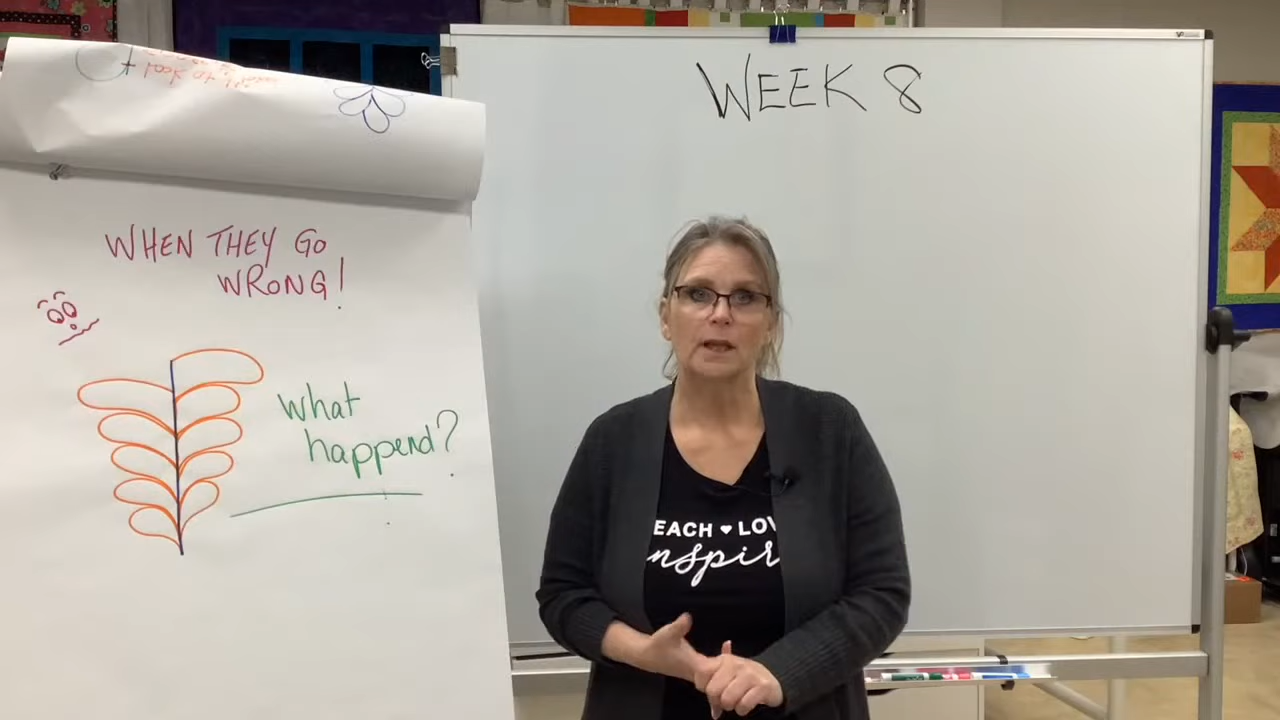 WHEN THEY GO
WRONG!
What
happend?
WEEK 8
EACH ♥ LOV
nspir